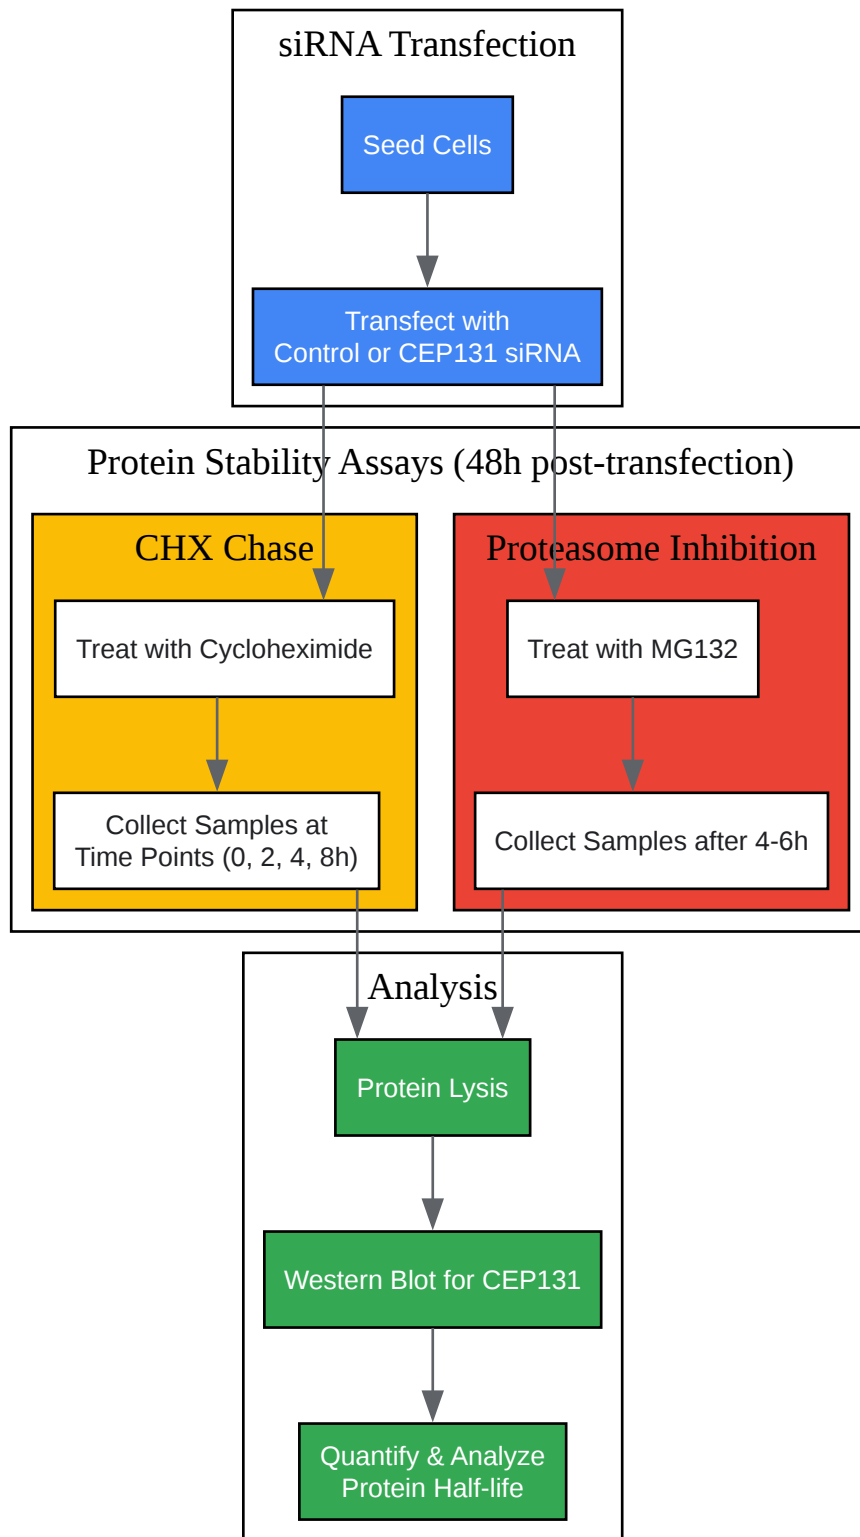 siRNA Transfection
Seed Cells
Transfect with
Control or CEP131 siRNA
Protein Stability Assays (48h post-transfection)
CHX Chase
Treat with Cycloheximide
Collect Samples at
Time Points (0, 2, 4, 8h)
Proteasome Inhibition
Treat with MG132
Collect Samples after 4-6h
Analysis
Protein Lysis
Western Blot for CEP131
Quantify & Analyze
Protein Half-life